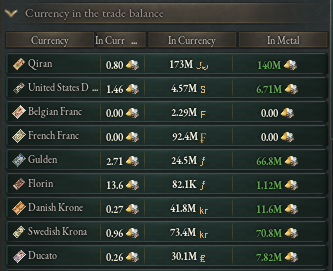 Currency in the trade balance
Currency In Curr ... In Currency In Metal
Qiran 0.80 173M ريال 140M
United States D ... 1.46 4.57M $ 6.71M
Belgian Franc 0.00 2.29M F 0.00
French Franc 0.00 92.4M ₣ 0.00
Gulden 2.71 24.5M ƒ 66.8M
Florin 13.6 82.1K ƒ 1.12M
Danish Krone 0.27 41.8M kr 11.6M
Swedish Krona 0.96 73.4M kr 70.8M
Ducato 0.26 30.1M 7.82M